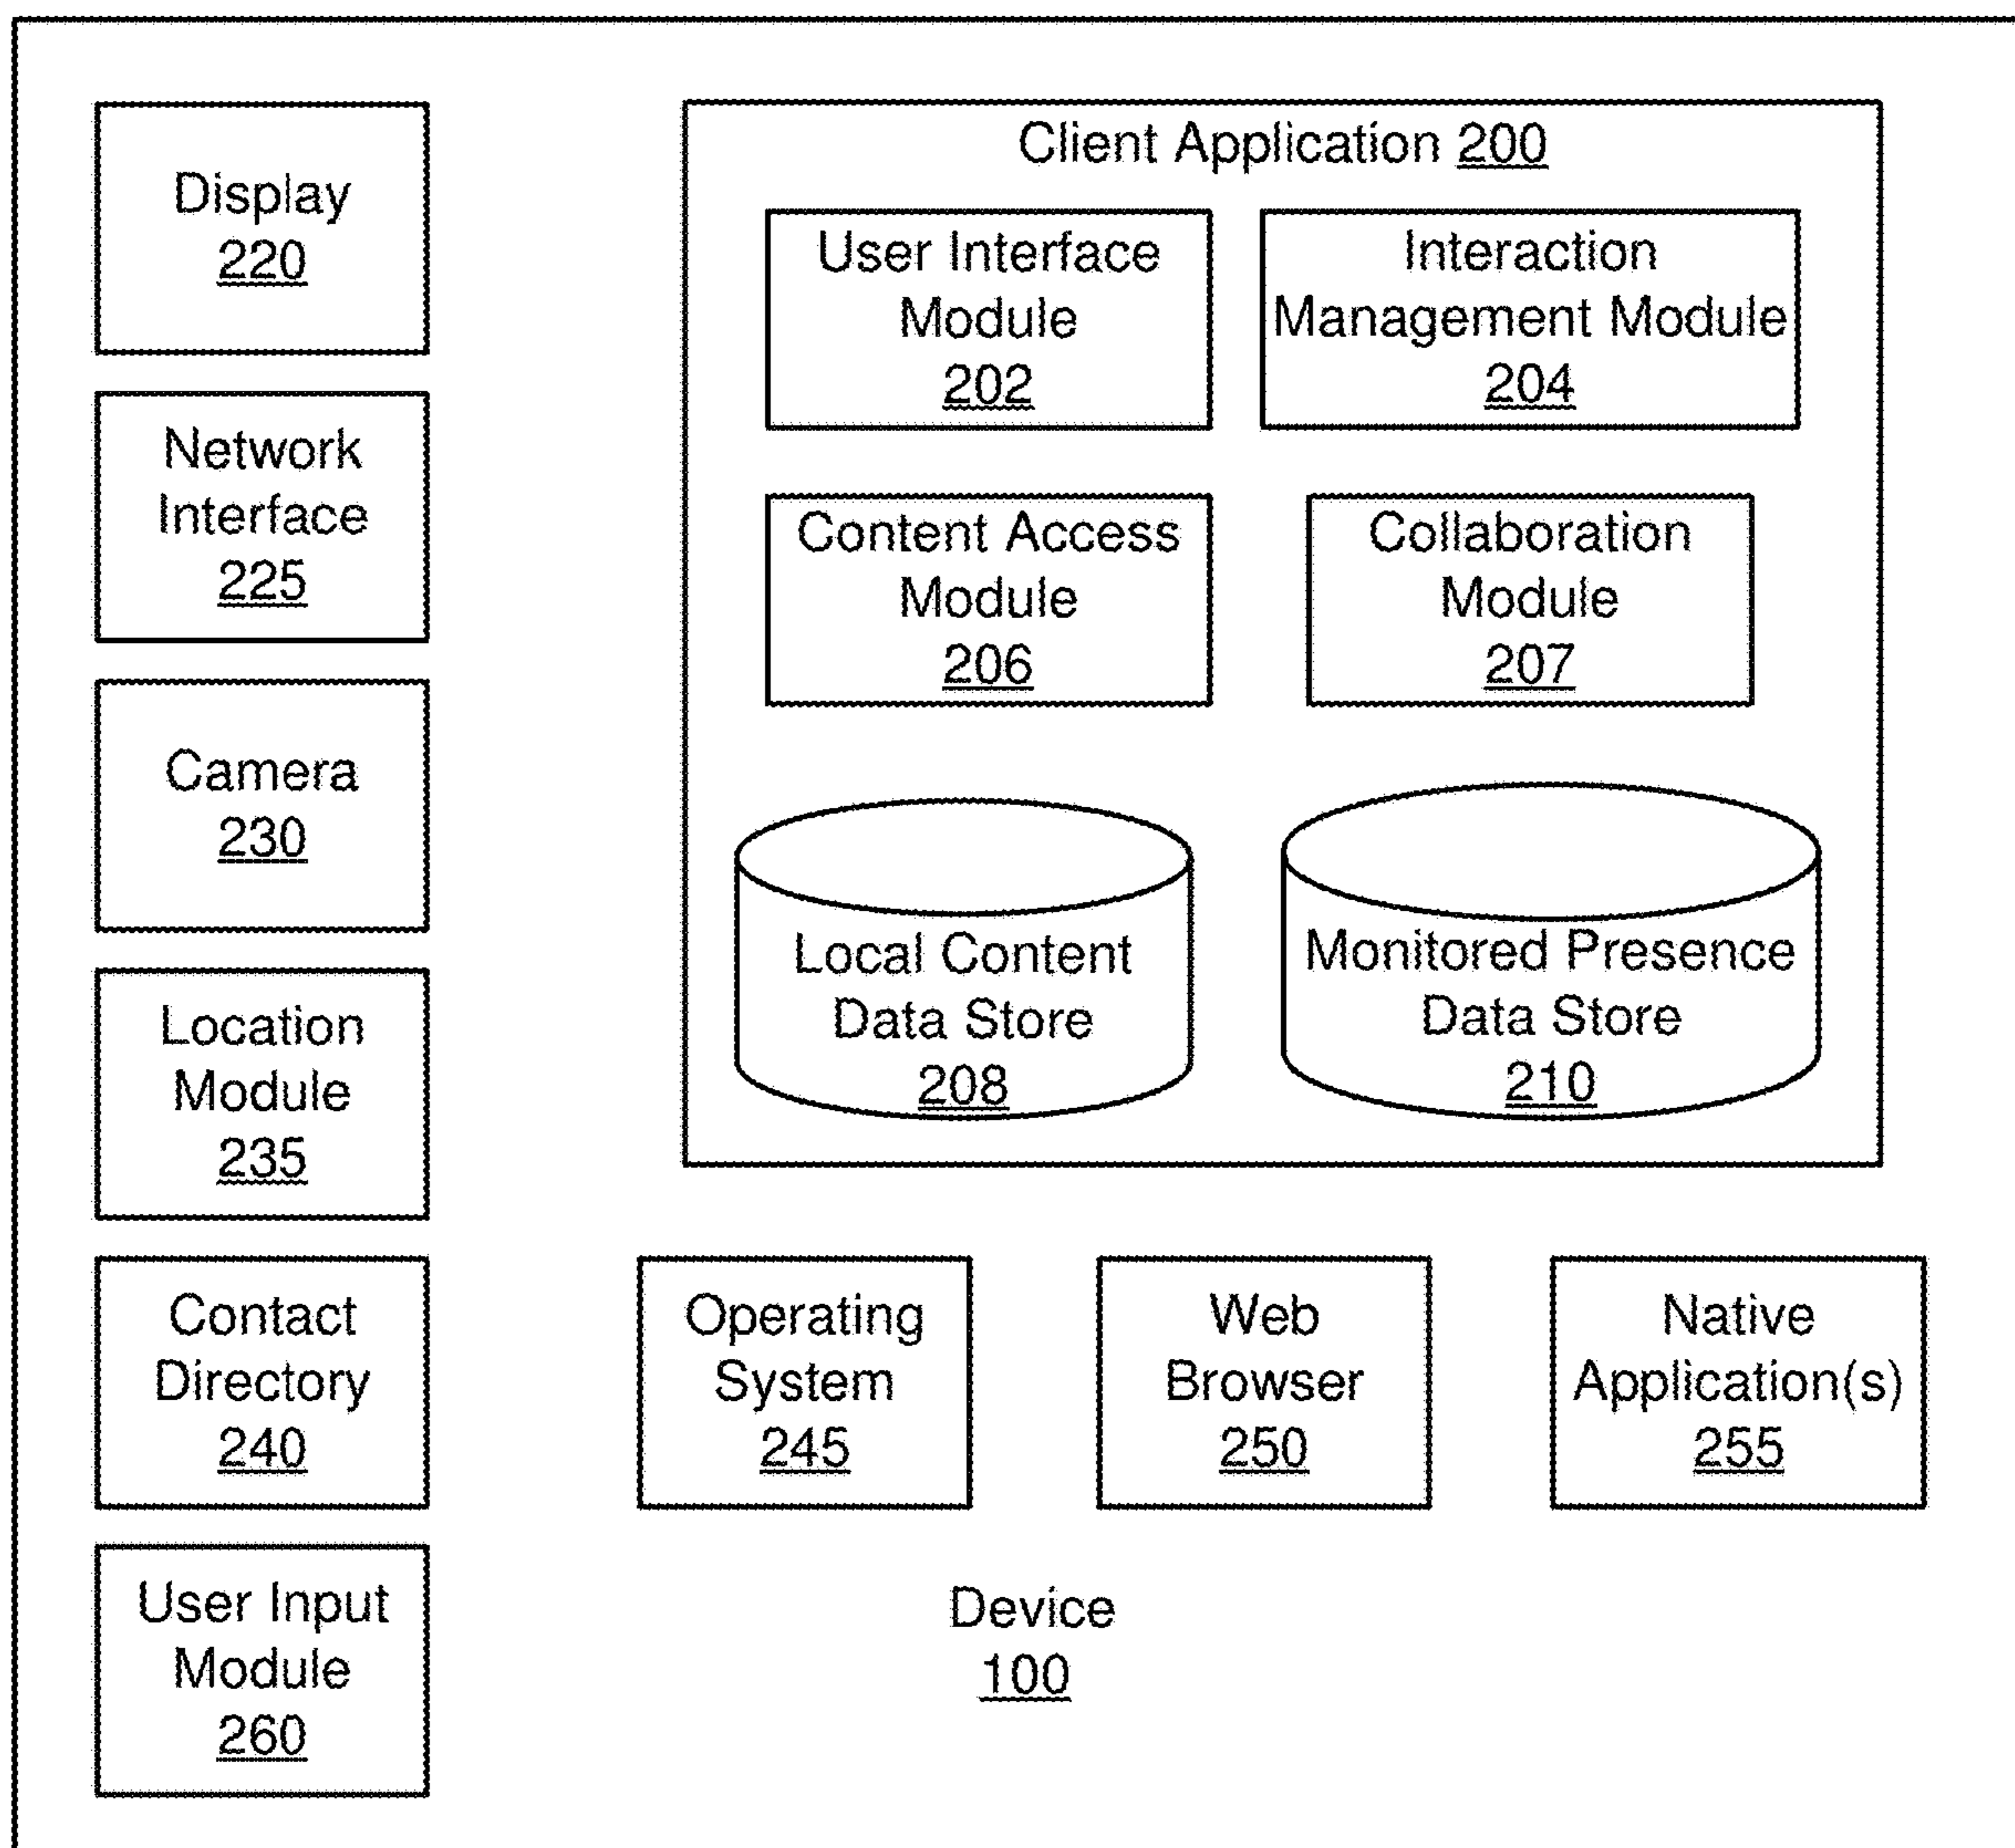 Display
220
Network
Interface
225
Camera
230
Location
Module
235
Contact
Directory
240
User Input
Module
260
Client Application 200
User Interface
Module
202
Interaction
Management Module
204
Content Access
Module
206
Collaboration
Module
207
Local Content
Data Store
208
Monitored Presence
Data Store
210
Operating
System
245
Web
Browser
250
Native
Application(s)
255
Device
100